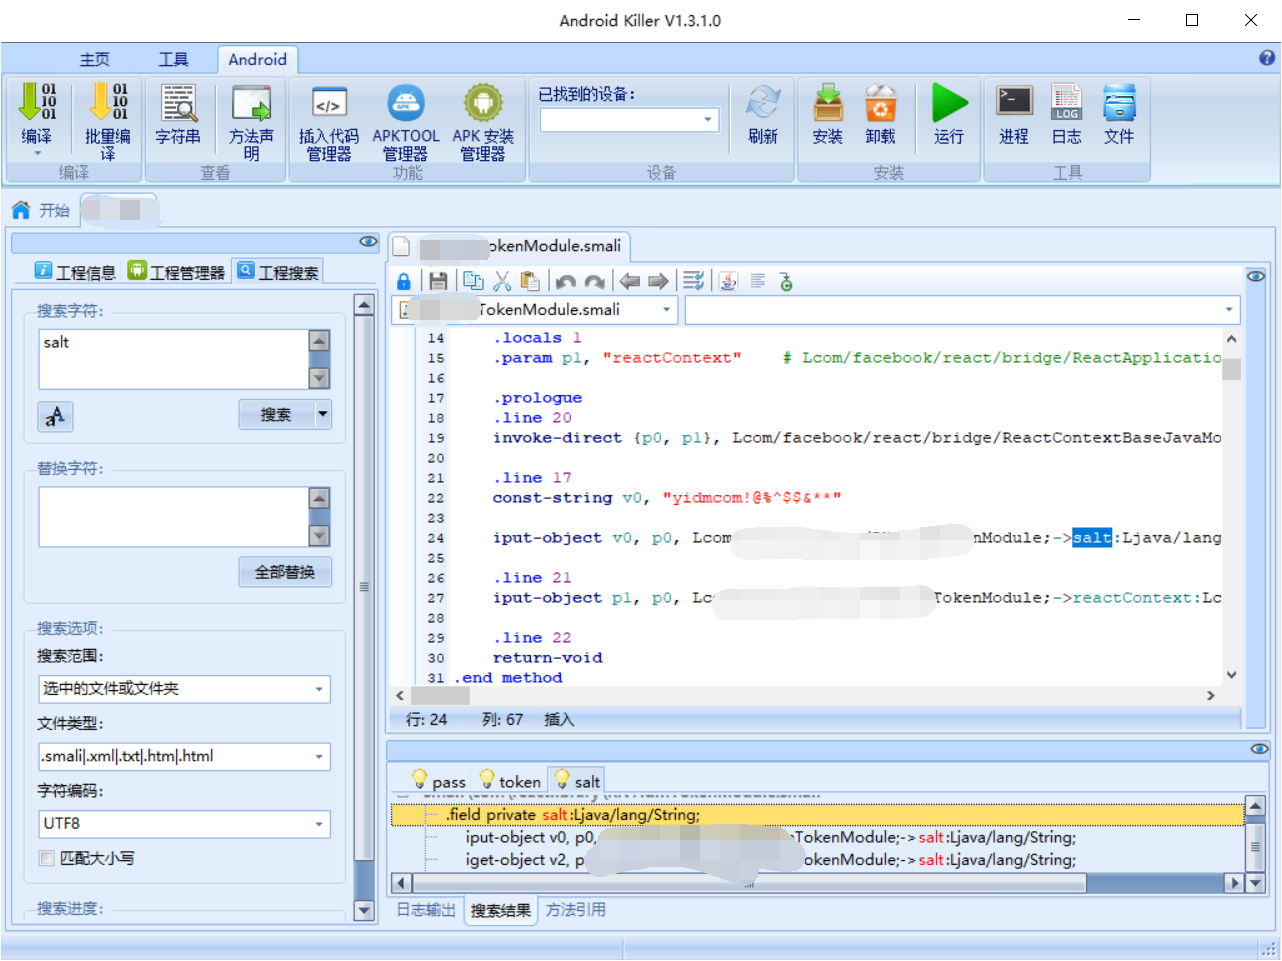 Android Killer V1.3.1.0
主页 工具 Android
编译 批量编译 字符串 方法声明 插入代码管理器 APKTOOL管理器 APK 安装管理器 已找到的设备: 刷新 安装 卸载 运行 进程 日志 文件
编译 查看 功能 设备 安装 工具
开始
工程信息 工程管理器 工程搜索
搜索字符:
salt
搜索
替换字符:
全部替换
搜索选项:
搜索范围:
选中的文件或文件夹
文件类型:
.smali|.xml|.txt|.htm|.html
字符编码:
UTF8
匹配大小写
搜索进度:
okenModule.smali
TokenModule.smali
14 .locals 1
15 .param p1, "reactContext" # Lcom/facebook/react/bridge/ReactApplicatio
16
17 .prologue
18 .line 20
19 invoke-direct {p0, p1}, Lcom/facebook/react/bridge/ReactContextBaseJavaMo
20
21 .line 17
22 const-string v0, "yidmcom!@%^$$&**"
23
24 iput-object v0, p0, Lcom nModule;->salt:Ljava/lang
25
26 .line 21
27 iput-object p1, p0, Lc TokenModule;->reactContext:Lc
28
29 .line 22
30 return-void
31 .end method
行: 24 列: 67 插入
pass token salt
.field private salt:Ljava/lang/String;
iput-object v0, p0, nTokenModule;->salt:Ljava/lang/String;
iget-object v2, p TokenModule;->salt:Ljava/lang/String;
日志输出 搜索结果 方法引用